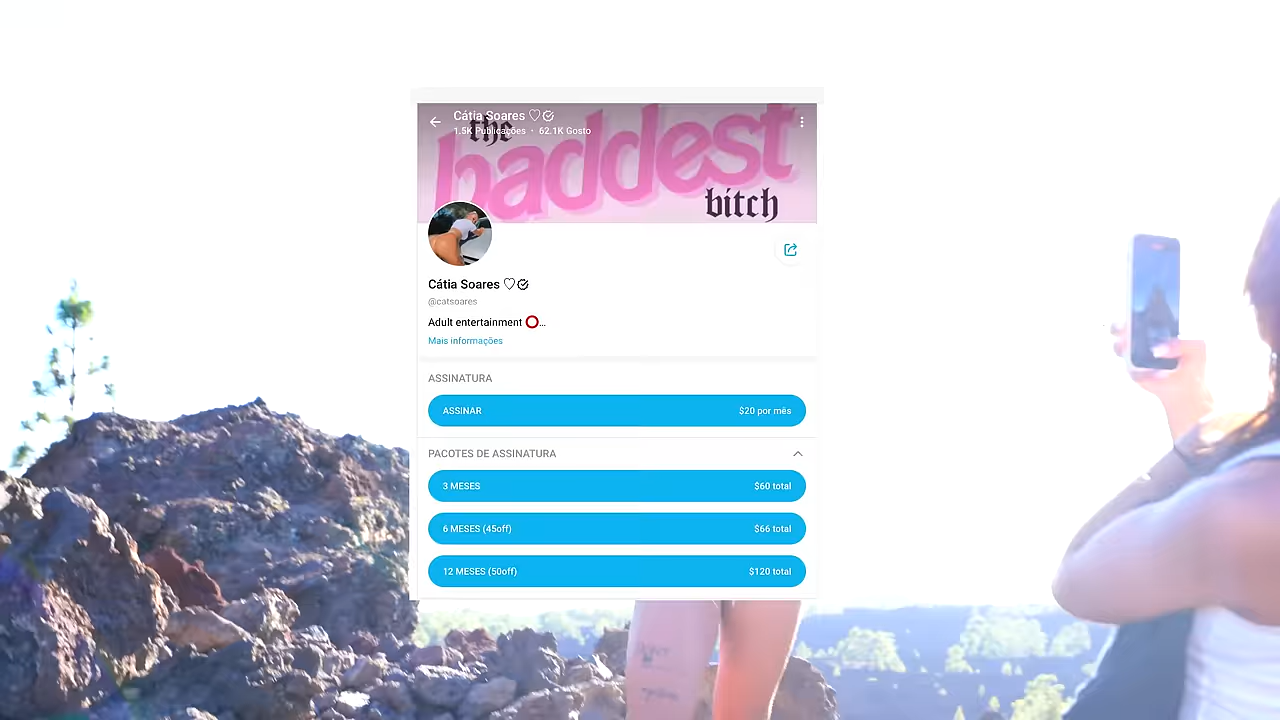 Cátia Soares ♡
1.5K Publicações · 62.1K Gosto
the
baddest
bitch
Cátia Soares ♡
@catsoares
Adult entertainment ⭕...
Mais informações
ASSINATURA
ASSINAR $20 por mês
PACOTES DE ASSINATURA
3 MESES $60 total
6 MESES (45off) $66 total
12 MESES (50off) $120 total